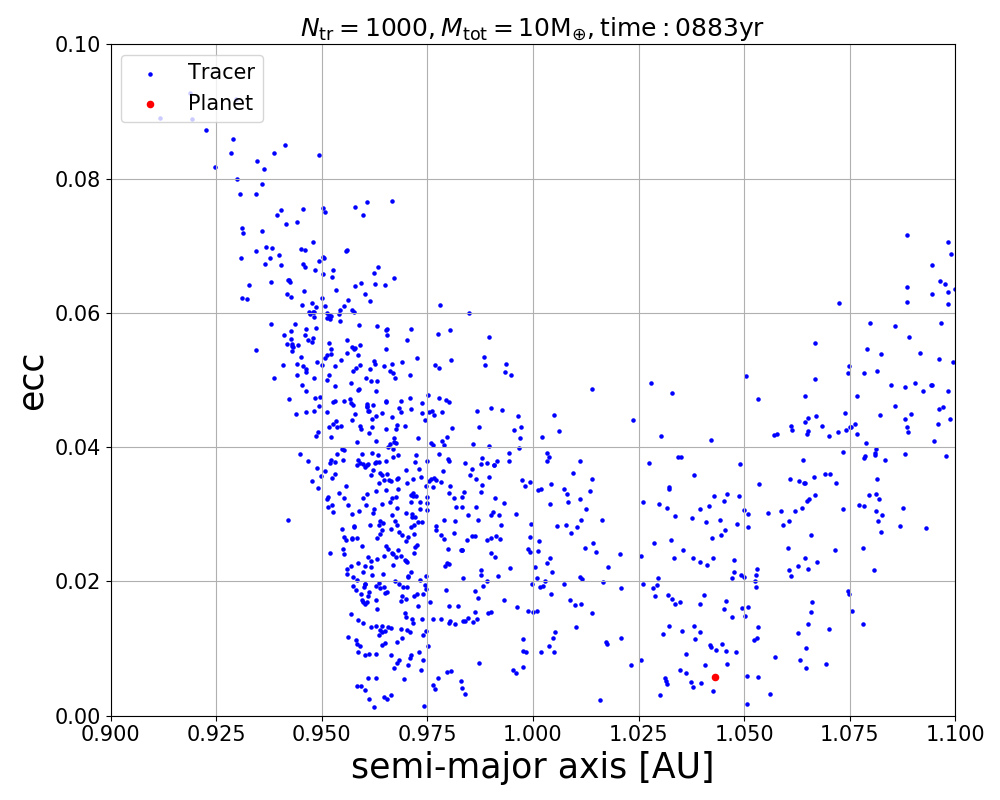 N_tr = 1000, M_tot = 10M_⊕, time : 0883yr
Tracer
Planet
0.10
0.08
0.06
0.04
0.02
0.00
ecc
0.900 0.925 0.950 0.975 1.000 1.025 1.050 1.075 1.100
semi-major axis [AU]